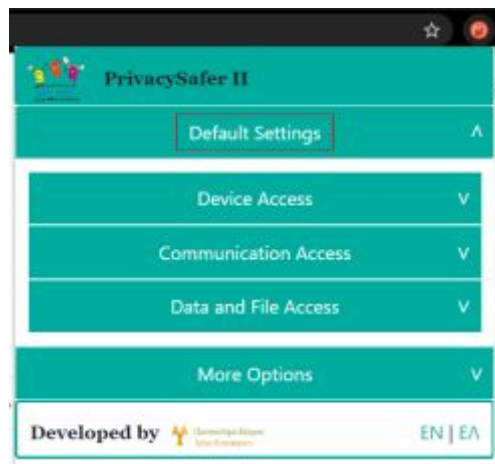 PrivacySafer II
Default Settings
Device Access
Communication Access
Data and File Access
More Options
Developed by
EN | ΕΛ